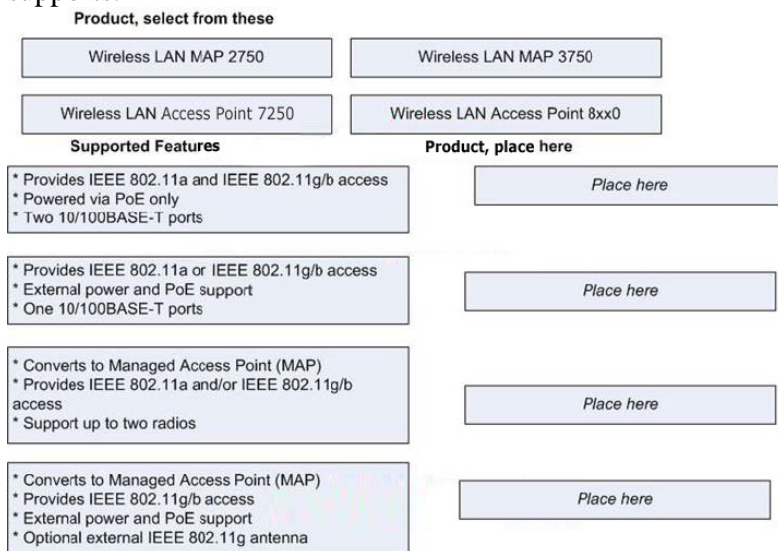 Product, select from these
Wireless LAN MAP 2750
Wireless LAN MAP 3750
Wireless LAN Access Point 7250
Wireless LAN Access Point 8xx0
Supported Features
Product, place here
* Provides IEEE 802.11a and IEEE 802.11g/b access
* Powered via PoE only
* Two 10/100BASE-T ports
Place here
* Provides IEEE 802.11a or IEEE 802.11g/b access
* External power and PoE support
* One 10/100BASE-T ports
Place here
* Converts to Managed Access Point (MAP)
* Provides IEEE 802.11a and/or IEEE 802.11g/b
access
* Support up to two radios
Place here
* Converts to Managed Access Point (MAP)
* Provides IEEE 802.11g/b access
* External power and PoE support
* Optional external IEEE 802.11g antenna
Place here